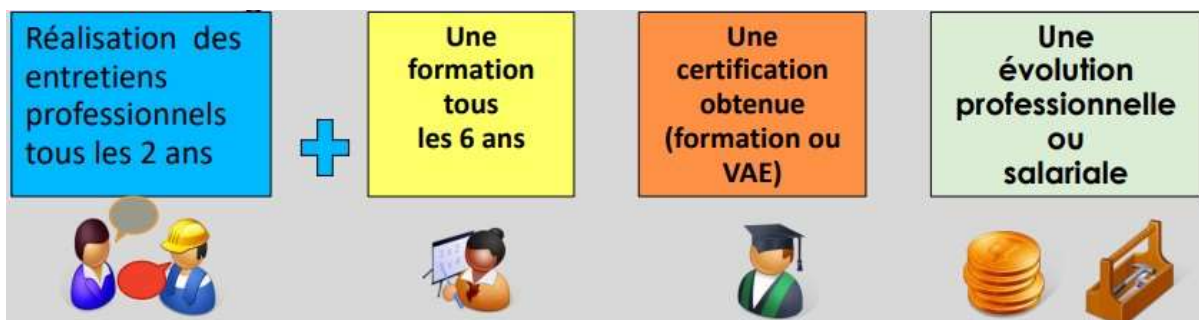 Réalisation des
entretiens
professionnels
tous les 2 ans
Une
formation
tous
les 6 ans
Une
certification
obtenue
(formation ou
VAE)
Une
évolution
professionnelle
ou
salariale